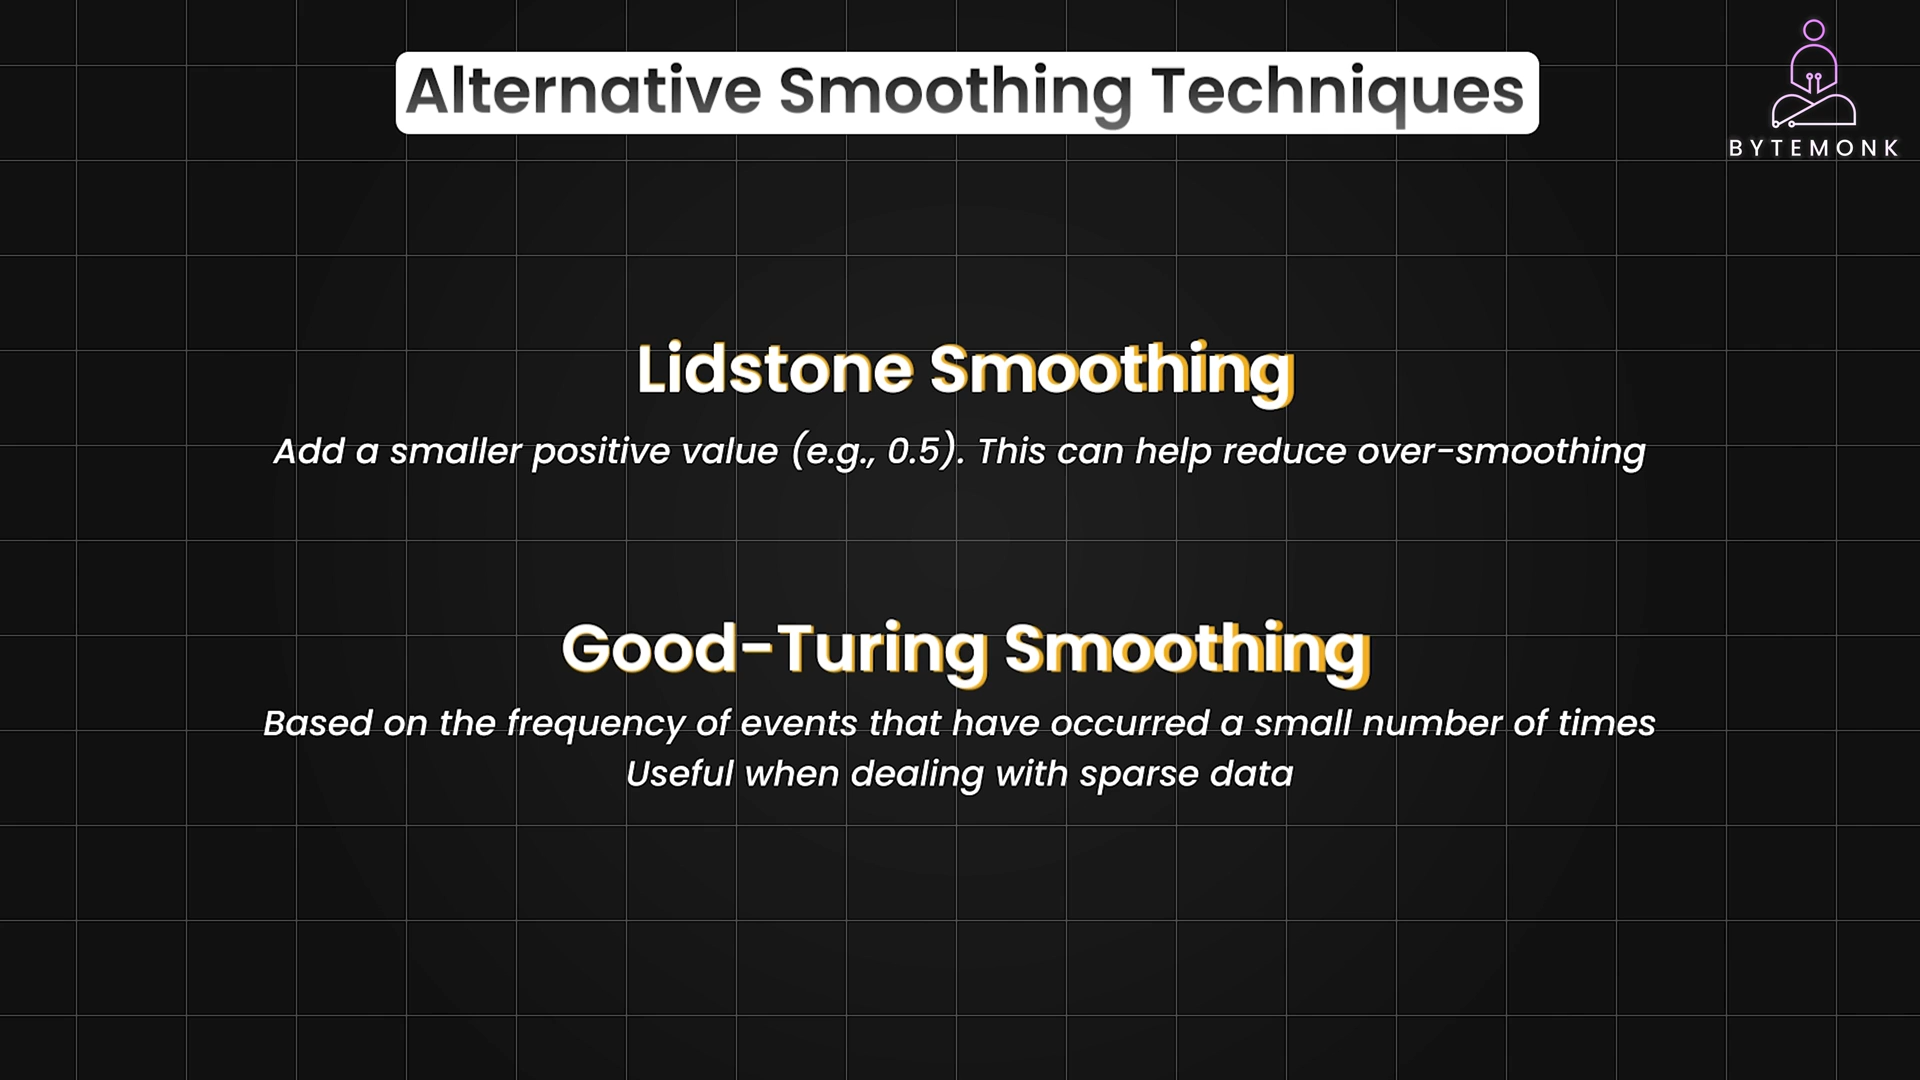 Alternative Smoothing Techniques
BYTEMONK
Lidstone Smoothing
Add a smaller positive value (e.g., 0.5). This can help reduce over-smoothing
Good-Turing Smoothing
Based on the frequency of events that have occurred a small number of times
Useful when dealing with sparse data